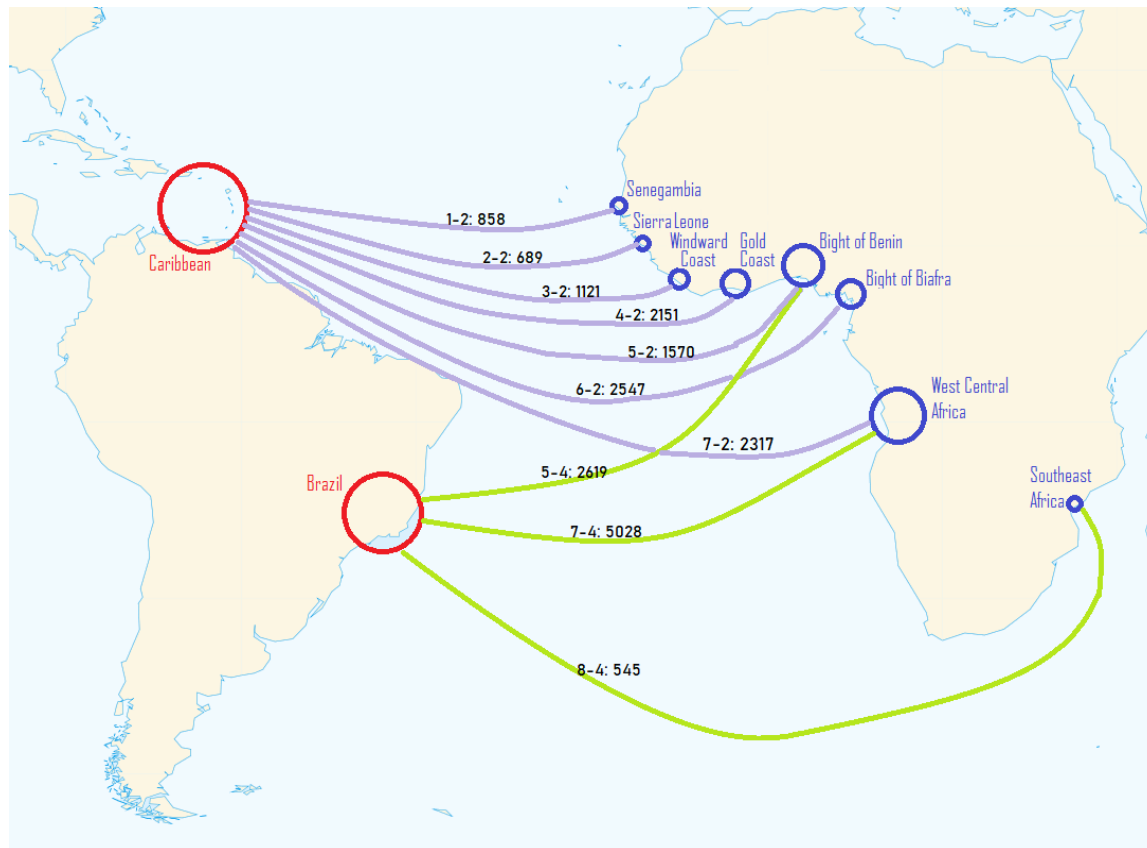 Senegambia
1-2: 858
Sierra Leone
Windward
Coast
Gold
Coast
Bight of Benin
2-2: 689
Caribbean
Bight of Biafra
3-2: 1121
4-2: 2151
5-2: 1570
6-2: 2547
West Central
Africa
7-2: 2317
5-4: 2619
Brazil
Southeast
Africa
7-4: 5028
8-4: 545